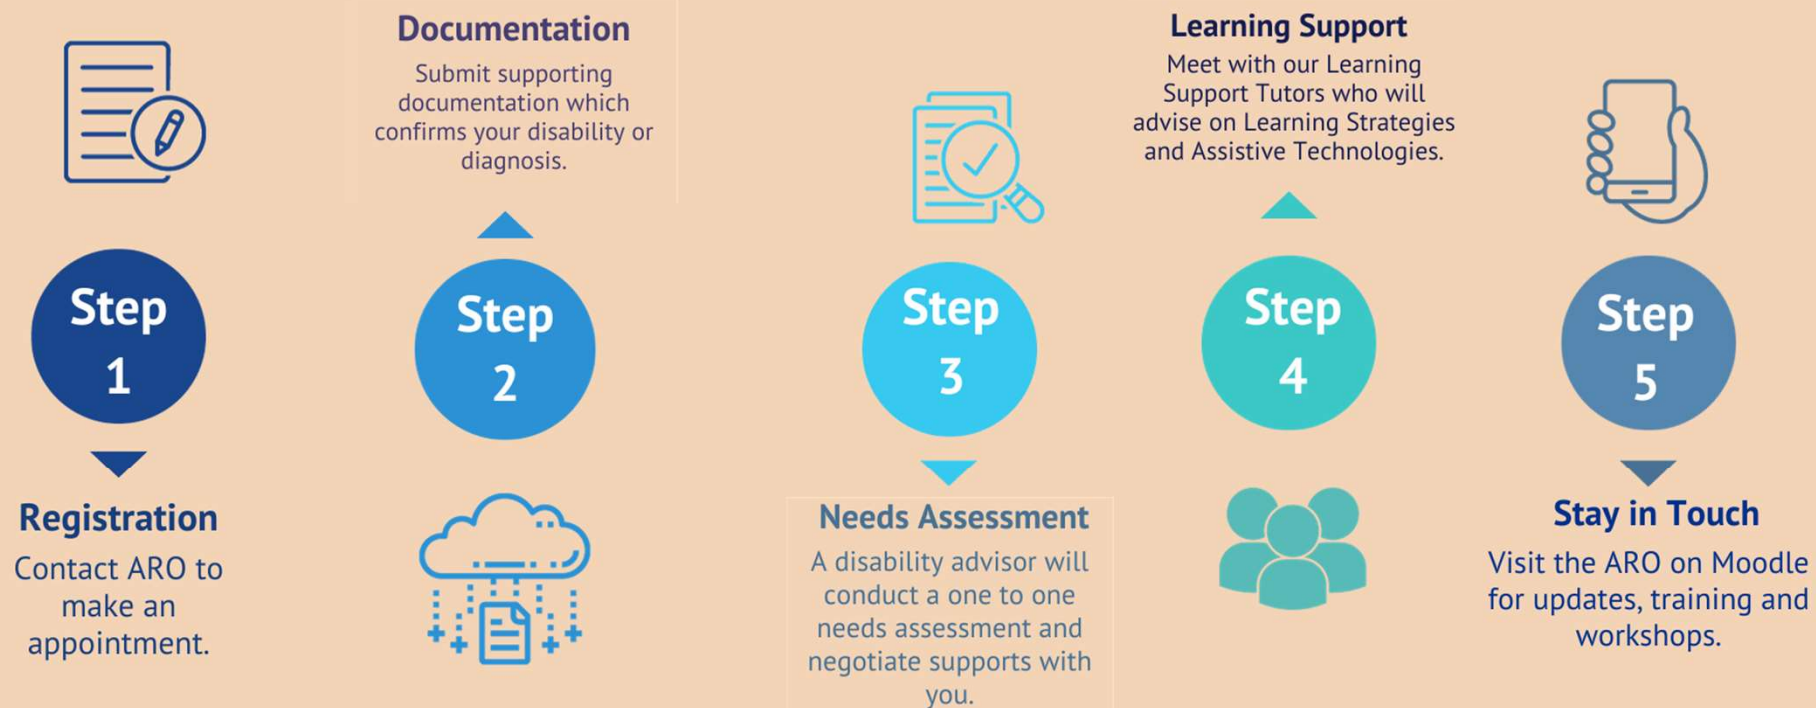 Step
1
Registration
Contact ARO to
make an
appointment.
Documentation
Submit supporting
documentation which
confirms your disability or
diagnosis.
Step
2
Step
3
Needs Assessment
A disability advisor will
conduct a one to one
needs assessment and
negotiate supports with
you.
Learning Support
Meet with our Learning
Support Tutors who will
advise on Learning Strategies
and Assistive Technologies.
Step
4
Step
5
Stay in Touch
Visit the ARO on Moodle
for updates, training and
workshops.